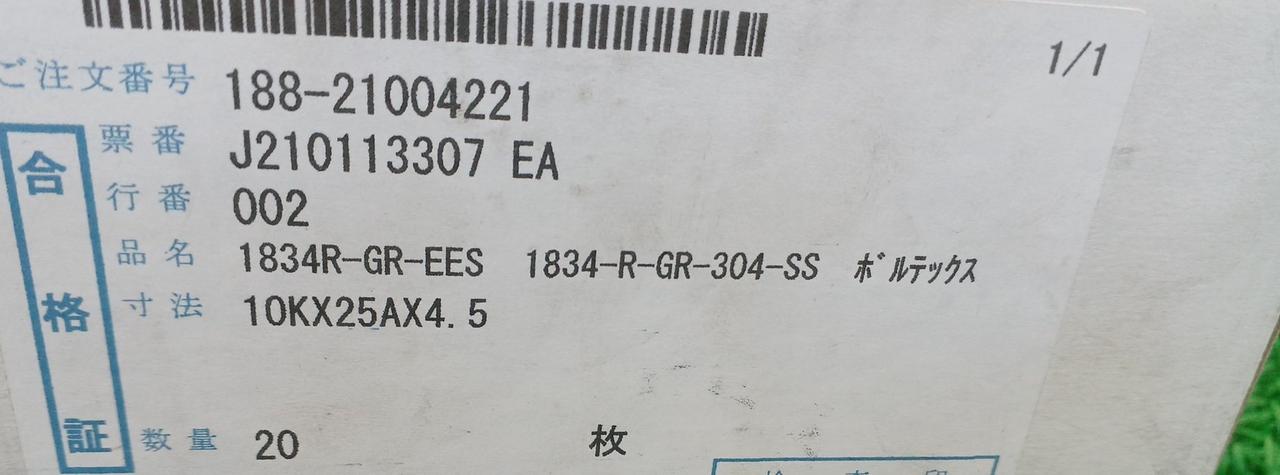 1/1
ご注文番号 188-21004221
票番 J210113307 EA
行番 002
品名 1834R-GR-EES 1834-R-GR-304-SS ボルテックス
寸法 10KX25AX4.5
数量 20 枚
合格証